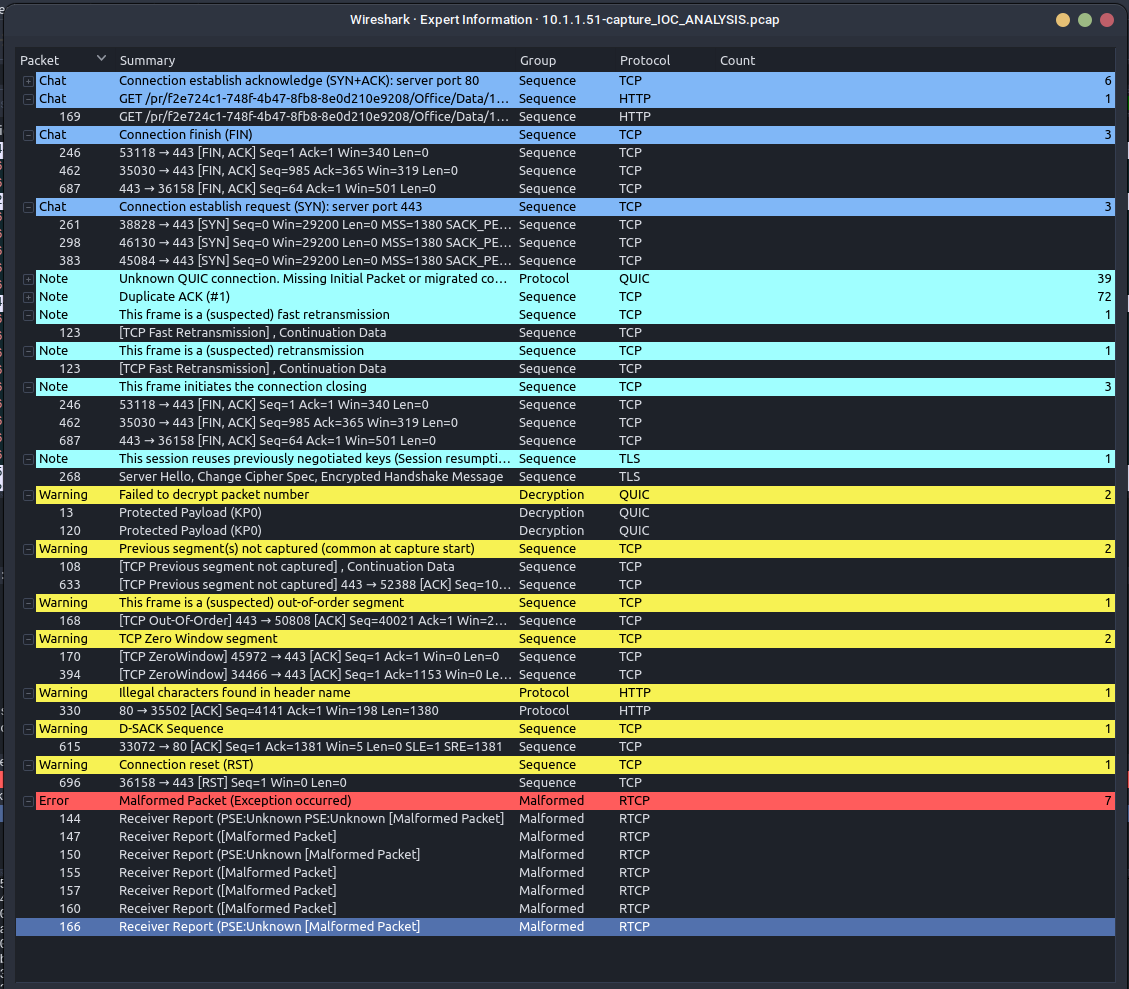 Wireshark · Expert Information · 10.1.1.51-capture_IOC_ANALYSIS.pcap
Packet Summary Group Protocol Count
Chat Connection establish acknowledge (SYN+ACK): server port 80 Sequence TCP 6
Chat GET /pr/f2e724c1-748f-4b47-8fb8-8e0d210e9208/Office/Data/1... Sequence HTTP 1
169 GET /pr/f2e724c1-748f-4b47-8fb8-8e0d210e9208/Office/Data/1... Sequence HTTP
Chat Connection finish (FIN) Sequence TCP 3
246 53118 → 443 [FIN, ACK] Seq=1 Ack=1 Win=340 Len=0 Sequence TCP
462 35030 → 443 [FIN, ACK] Seq=985 Ack=365 Win=319 Len=0 Sequence TCP
687 443 → 36158 [FIN, ACK] Seq=64 Ack=1 Win=501 Len=0 Sequence TCP
Chat Connection establish request (SYN): server port 443 Sequence TCP 3
261 38828 → 443 [SYN] Seq=0 Win=29200 Len=0 MSS=1380 SACK_PE... Sequence TCP
298 46130 → 443 [SYN] Seq=0 Win=29200 Len=0 MSS=1380 SACK_PE... Sequence TCP
383 45084 → 443 [SYN] Seq=0 Win=29200 Len=0 MSS=1380 SACK_PE... Sequence TCP
Note Unknown QUIC connection. Missing Initial Packet or migrated co... Protocol QUIC 39
Note Duplicate ACK (#1) Sequence TCP 72
Note This frame is a (suspected) fast retransmission Sequence TCP 1
123 [TCP Fast Retransmission] , Continuation Data Sequence TCP
Note This frame is a (suspected) retransmission Sequence TCP 1
123 [TCP Fast Retransmission] , Continuation Data Sequence TCP
Note This frame initiates the connection closing Sequence TCP 3
246 53118 → 443 [FIN, ACK] Seq=1 Ack=1 Win=340 Len=0 Sequence TCP
462 35030 → 443 [FIN, ACK] Seq=985 Ack=365 Win=319 Len=0 Sequence TCP
687 443 → 36158 [FIN, ACK] Seq=64 Ack=1 Win=501 Len=0 Sequence TCP
Note This session reuses previously negotiated keys (Session resumpti... Sequence TLS 1
268 Server Hello, Change Cipher Spec, Encrypted Handshake Message Sequence TLS
Warning Failed to decrypt packet number Decryption QUIC 2
13 Protected Payload (KP0) Decryption QUIC
120 Protected Payload (KP0) Decryption QUIC
Warning Previous segment(s) not captured (common at capture start) Sequence TCP 2
108 [TCP Previous segment not captured] , Continuation Data Sequence TCP
633 [TCP Previous segment not captured] 443 → 52388 [ACK] Seq=10... Sequence TCP
Warning This frame is a (suspected) out-of-order segment Sequence TCP 1
168 [TCP Out-Of-Order] 443 → 50808 [ACK] Seq=40021 Ack=1 Win=2... Sequence TCP
Warning TCP Zero Window segment Sequence TCP 2
170 [TCP ZeroWindow] 45972 → 443 [ACK] Seq=1 Ack=1 Win=0 Len=0 Sequence TCP
394 [TCP ZeroWindow] 34466 → 443 [ACK] Seq=1 Ack=1153 Win=0 Le... Sequence TCP
Warning Illegal characters found in header name Protocol HTTP 1
330 80 → 35502 [ACK] Seq=4141 Ack=1 Win=198 Len=1380 Protocol HTTP
Warning D-SACK Sequence Sequence TCP 1
615 33072 → 80 [ACK] Seq=1 Ack=1381 Win=5 Len=0 SLE=1 SRE=1381 Sequence TCP
Warning Connection reset (RST) Sequence TCP 1
696 36158 → 443 [RST] Seq=1 Win=0 Len=0 Sequence TCP
Error Malformed Packet (Exception occurred) Malformed RTCP 7
144 Receiver Report (PSE:Unknown PSE:Unknown [Malformed Packet] Malformed RTCP
147 Receiver Report ([Malformed Packet] Malformed RTCP
150 Receiver Report (PSE:Unknown [Malformed Packet] Malformed RTCP
155 Receiver Report ([Malformed Packet] Malformed RTCP
157 Receiver Report ([Malformed Packet] Malformed RTCP
160 Receiver Report ([Malformed Packet] Malformed RTCP
166 Receiver Report (PSE:Unknown [Malformed Packet] Malformed RTCP